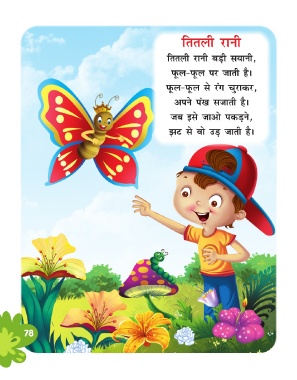 तितली रानी
तितली रानी बड़ी सयानी,
फूल-फूल पर जाती है।
फूल-फूल से रंग चुराकर,
अपने पंख सजाती है।
जब इसे जाओ पकड़ने,
झट से वो उड़ जाती है।
78